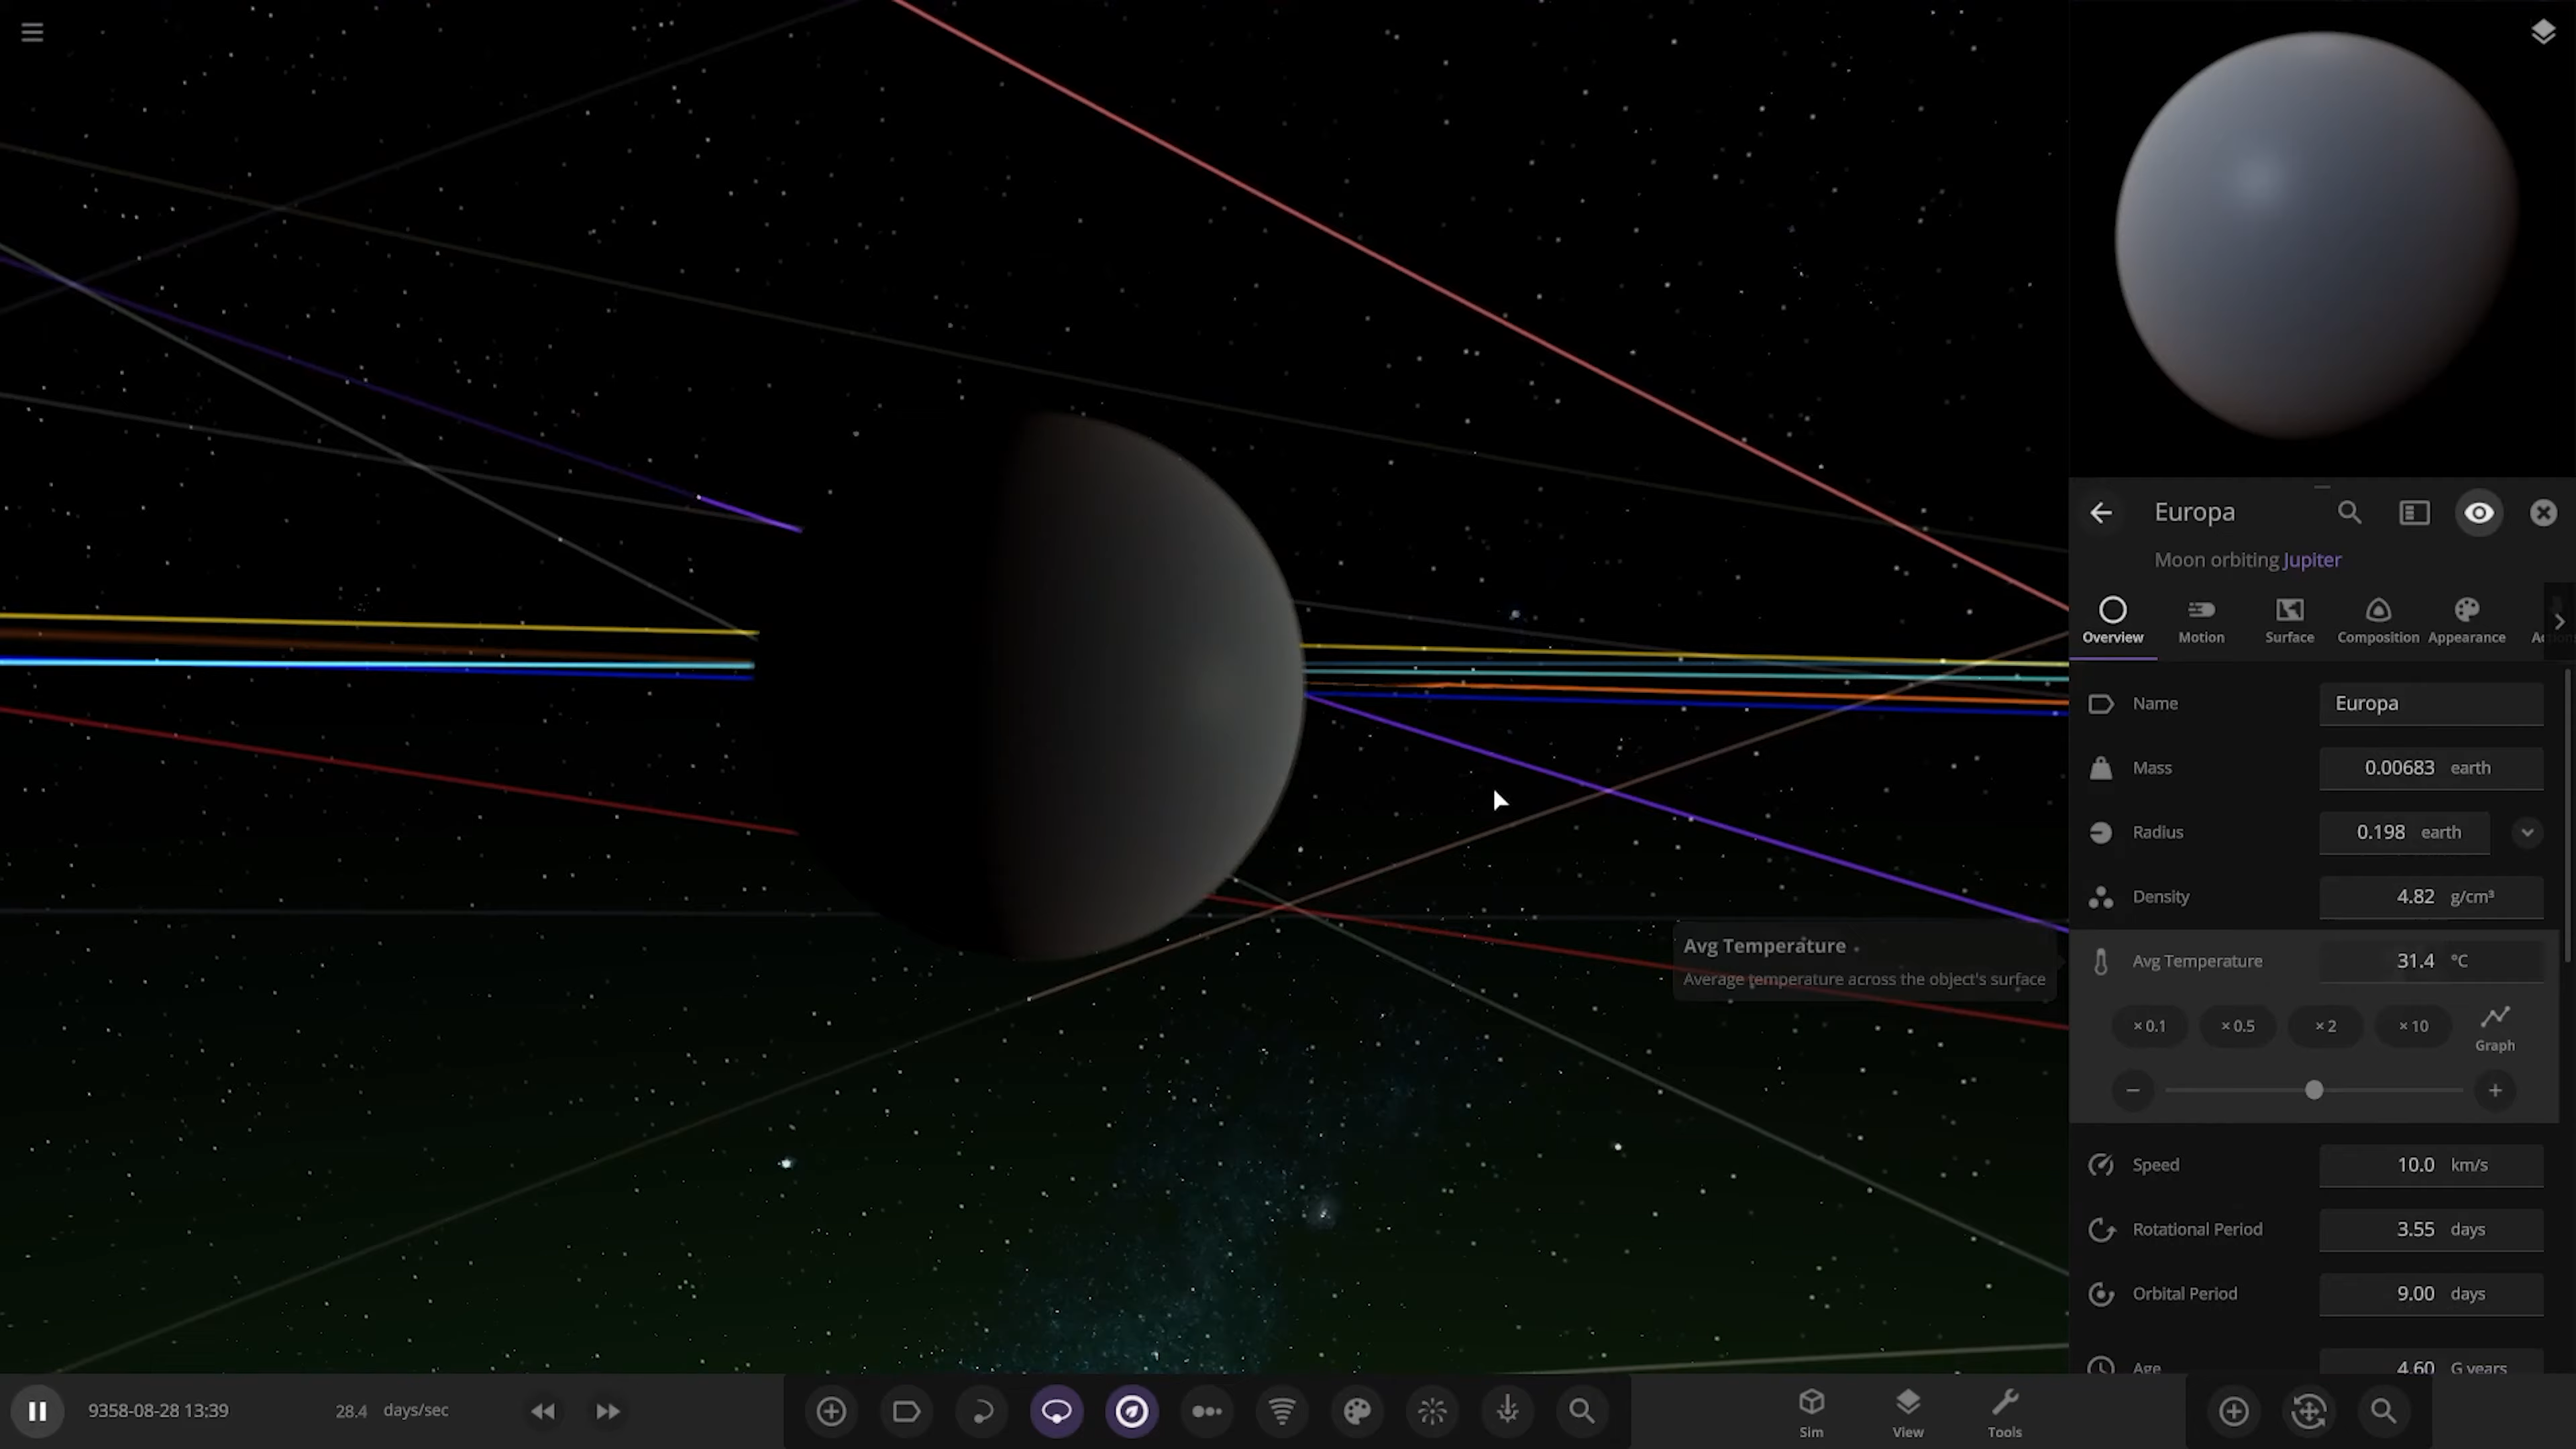 Europa
Moon orbiting Jupiter
Overview
Motion
Surface
Composition
Appearance
Name
Europa
Mass
0.00683 earth
Radius
0.198 earth
Density
4.82 g/cm³
Avg Temperature
Average temperature across the object's surface
Avg Temperature
31.4 °C
× 0.1
× 0.5
× 2
× 10
Graph
Speed
10.0 km/s
Rotational Period
3.55 days
Orbital Period
9.00 days
Age
4.60 G years
9358-08-28 13:39
28.4 days/sec
Sim
View
Tools